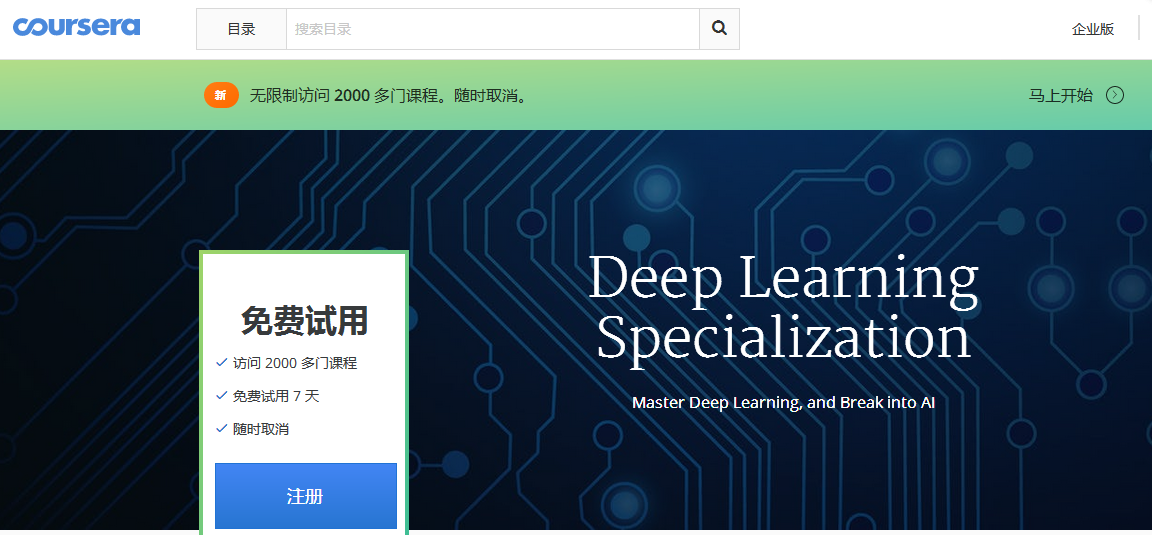 coursera
目录
搜索目录
企业版
新
无限制访问 2000 多门课程。随时取消。
马上开始
免费试用
访问 2000 多门课程
免费试用 7 天
随时取消
注册
Deep Learning
Specialization
Master Deep Learning, and Break into AI